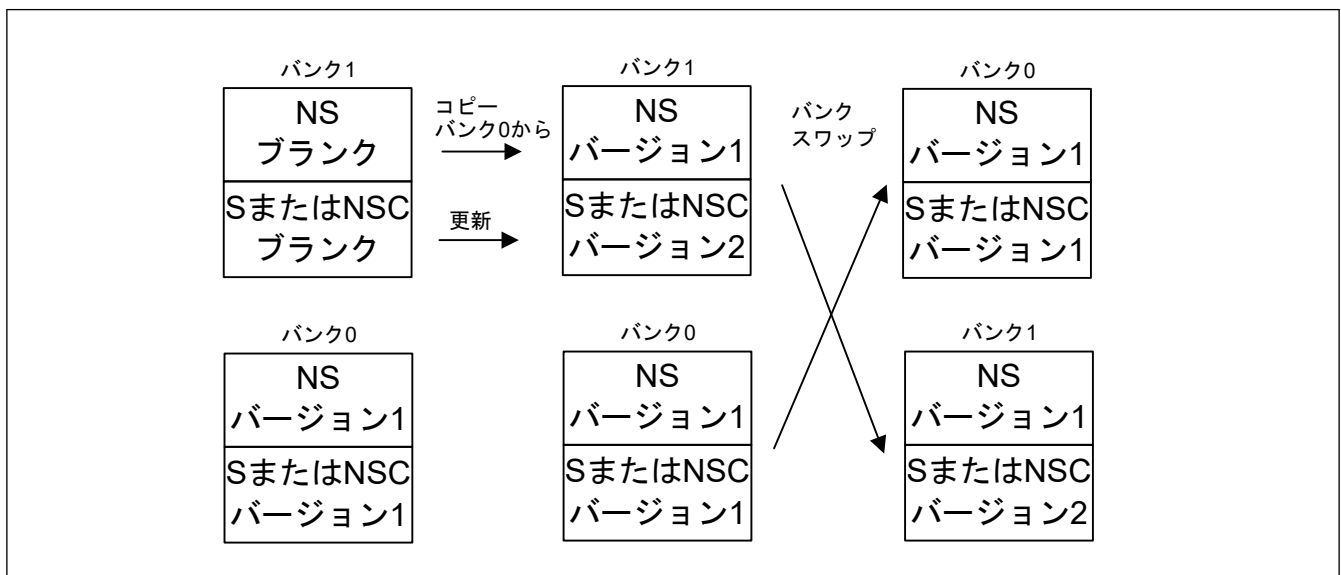 バンク1
NS
ブランク
SまたはNSC
ブランク
コピー
バンク0から
更新
バンク1
NS
バージョン1
SまたはNSC
バージョン2
バンク
スワップ
バンク0
NS
バージョン1
SまたはNSC
バージョン1
バンク0
NS
バージョン1
SまたはNSC
バージョン1
バンク0
NS
バージョン1
SまたはNSC
バージョン1
バンク1
NS
バージョン1
SまたはNSC
バージョン2